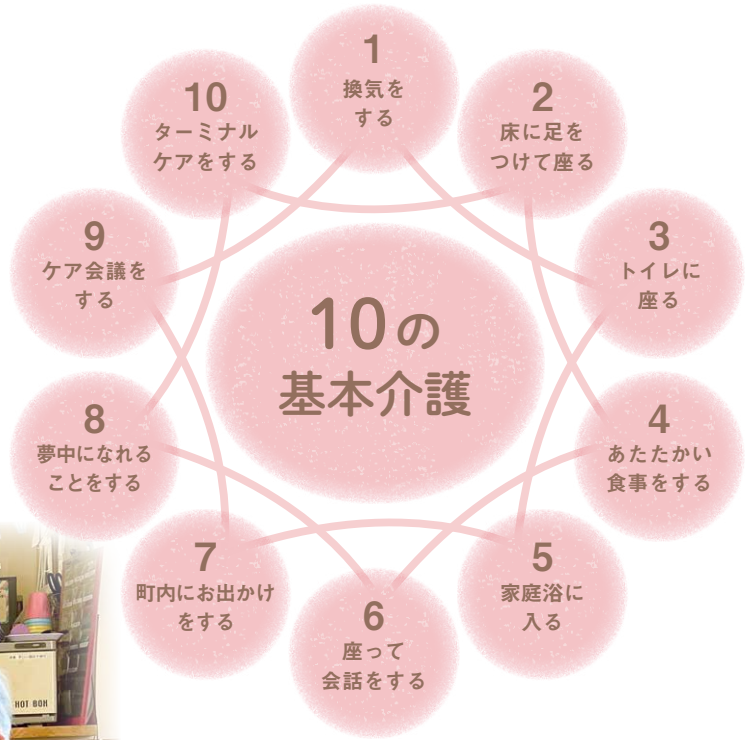 1
換気を
する
2
床に足を
つけて座る
3
トイレに
座る
4
あたたかい
食事をする
5
家庭浴に
入る
6
座って
会話をする
7
町内にお出かけ
をする
8
夢中になれる
ことをする
9
ケア会議を
する
10
ターミナル
ケアをする
10の
基本介護
HOT BOX